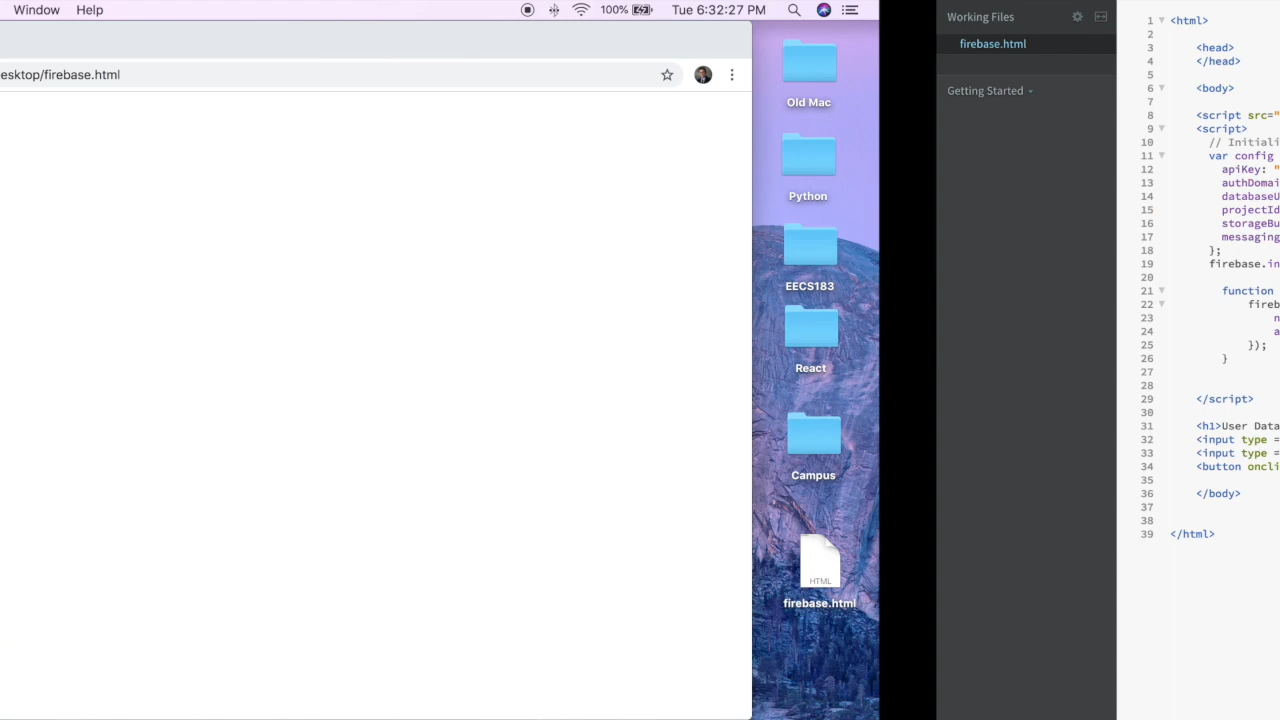 Window Help 100% Tue 6:32:27 PM
esktop/firebase.html
Old Mac
Python
EECS183
React
Campus
HTML
firebase.html
Working Files
firebase.html
Getting Started
1 <html>
2
3 <head>
4 </head>
5
6 <body>
7
8 <script src="
9 <script>
10 // Initiali
11 var config
12 apiKey: "
13 authDomai
14 databaseU
15 projectId
16 storageBu
17 messaging
18 };
19 firebase.in
20
21 function
22 fireb
23 n
24 a
25 });
26 }
27
28
29 </script>
30
31 <h1>User Data
32 <input type =
33 <input type =
34 <button oncli
35
36 </body>
37
38
39 </html>